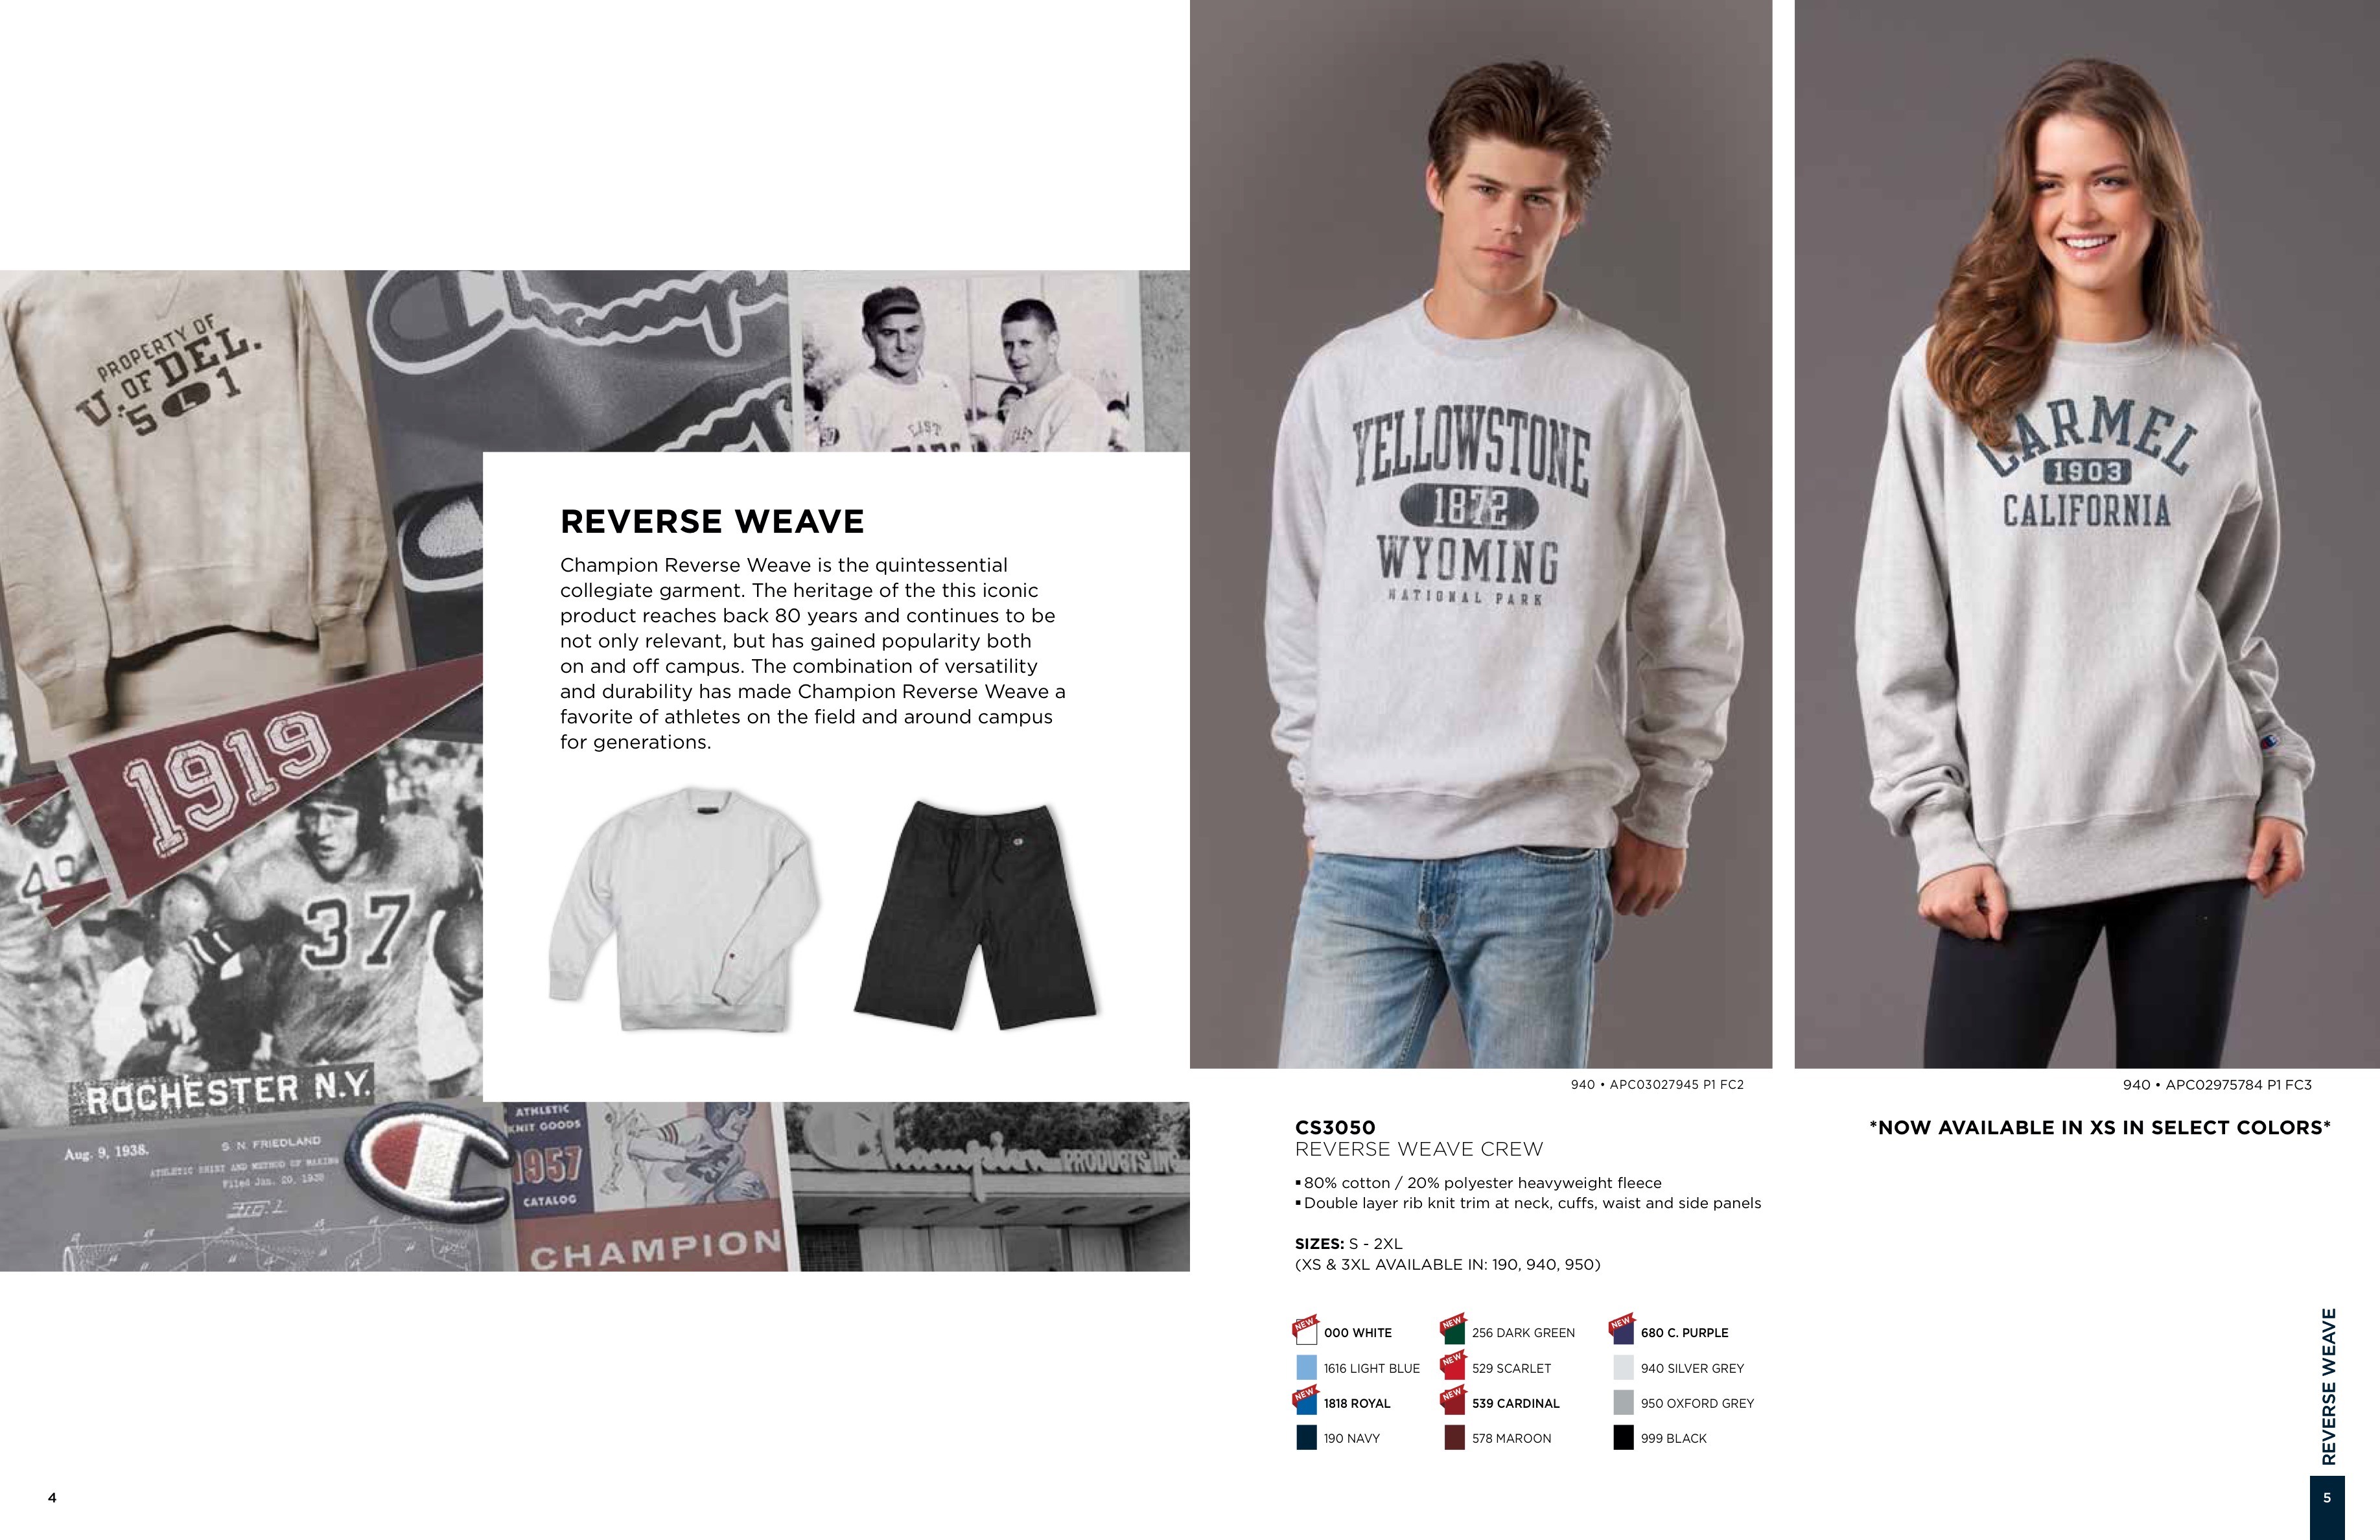 PROPERTY OF
U. OF DEL.
'5 L 1
Champ
EAST
1919
49
37
ROCHESTER N.Y.
Aug. 9, 1938.
S. N. FRIEDLAND
ATHLETIC SHIRT AND METHOD OF MAKING
Filed Jan. 20, 1938
ATHLETIC
KNIT GOODS
1957
CATALOG
CHAMPION
Champion PRODUCTS INC
REVERSE WEAVE
Champion Reverse Weave is the quintessential
collegiate garment. The heritage of the this iconic
product reaches back 80 years and continues to be
not only relevant, but has gained popularity both
on and off campus. The combination of versatility
and durability has made Champion Reverse Weave a
favorite of athletes on the field and around campus
for generations.
4
YELLOWSTONE
1872
WYOMING
NATIONAL PARK
CARMEL
1903
CALIFORNIA
940 • APC03027945 P1 FC2
940 • APC02975784 P1 FC3
CS3050
REVERSE WEAVE CREW
▪ 80% cotton / 20% polyester heavyweight fleece
▪ Double layer rib knit trim at neck, cuffs, waist and side panels
SIZES: S - 2XL
(XS & 3XL AVAILABLE IN: 190, 940, 950)
*NOW AVAILABLE IN XS IN SELECT COLORS*
NEW 000 WHITE
1616 LIGHT BLUE
NEW 1818 ROYAL
190 NAVY
NEW 256 DARK GREEN
NEW 529 SCARLET
NEW 539 CARDINAL
578 MAROON
NEW 680 C. PURPLE
940 SILVER GREY
950 OXFORD GREY
999 BLACK
REVERSE WEAVE
5